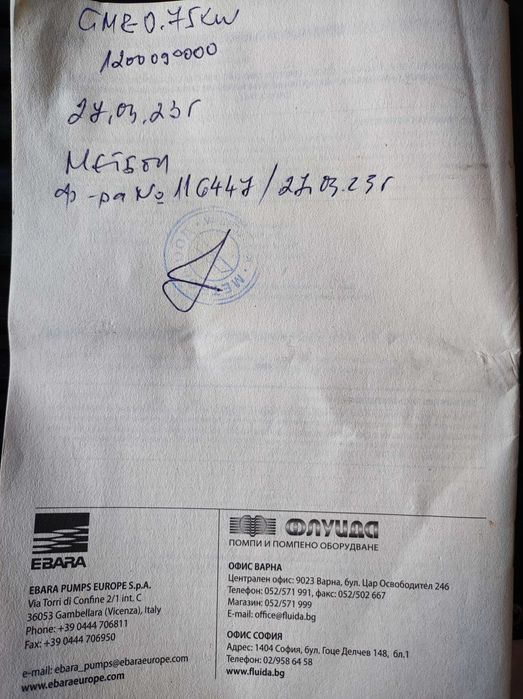 GME-0.75KW
1200090000
27,03,23г
МЕтБОН
ф-ра № 116447/27,03.23г
EBARA
EBARA PUMPS EUROPE S.p.A.
Via Torri di Confine 2/1 int. C
36053 Gambellara (Vicenza), Italy
Phone: +39 0444 706811
Fax: +39 0444 706950
e-mail: ebara_pumps@ebaraeurope.com
www.ebaraeurope.com
ФЛУИДА
ПОМПИ И ПОМПЕНО ОБОРУДВАНЕ
ОФИС ВАРНА
Централен офис: 9023 Варна, бул. Цар Освободител 246
Телефон: 052/571 991, факс: 052/502 667
Магазин: 052/571 999
E-mail: office@fluida.bg
ОФИС СОФИЯ
Адрес: 1404 София, бул. Гоце Делчев 148, бл.1
Телефон: 02/958 64 58
www.fluida.bg